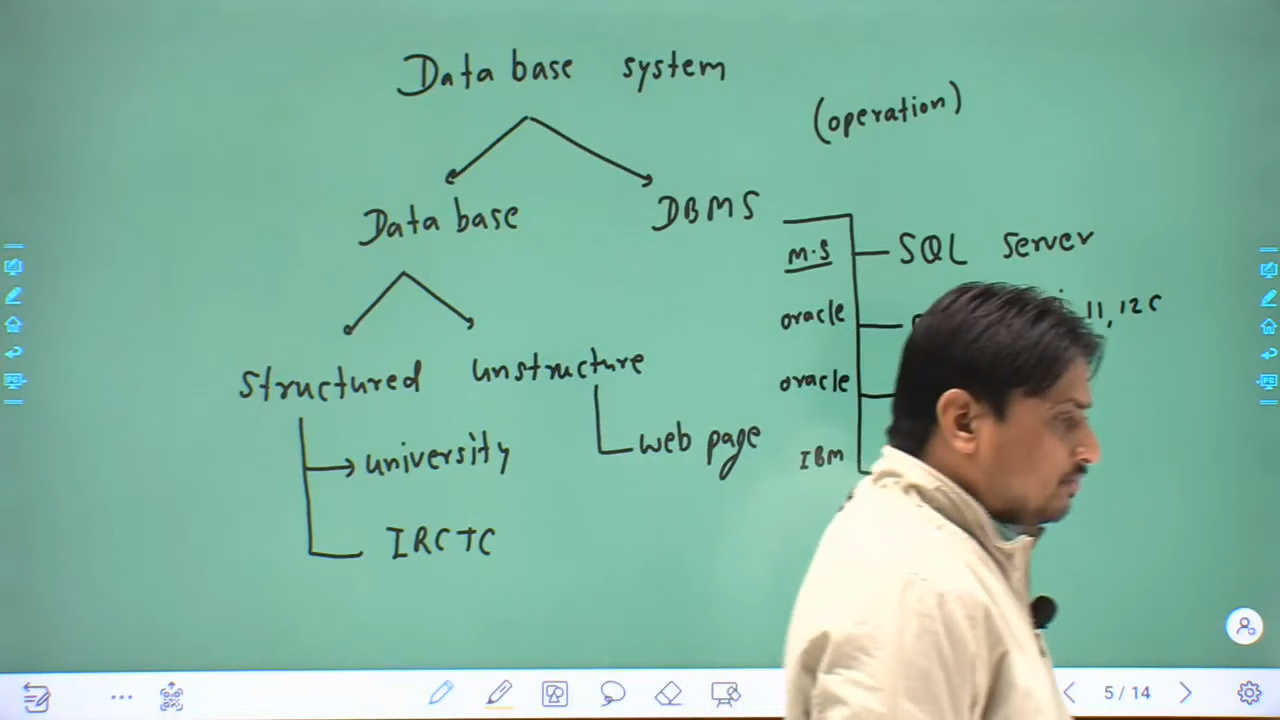 Data base system
(operation)
Data base
DBMS
M.S
SQL Server
oracle
11, 12 C
Structured
unstructure
oracle
university
web page
IBM
IRCTC
5 / 14